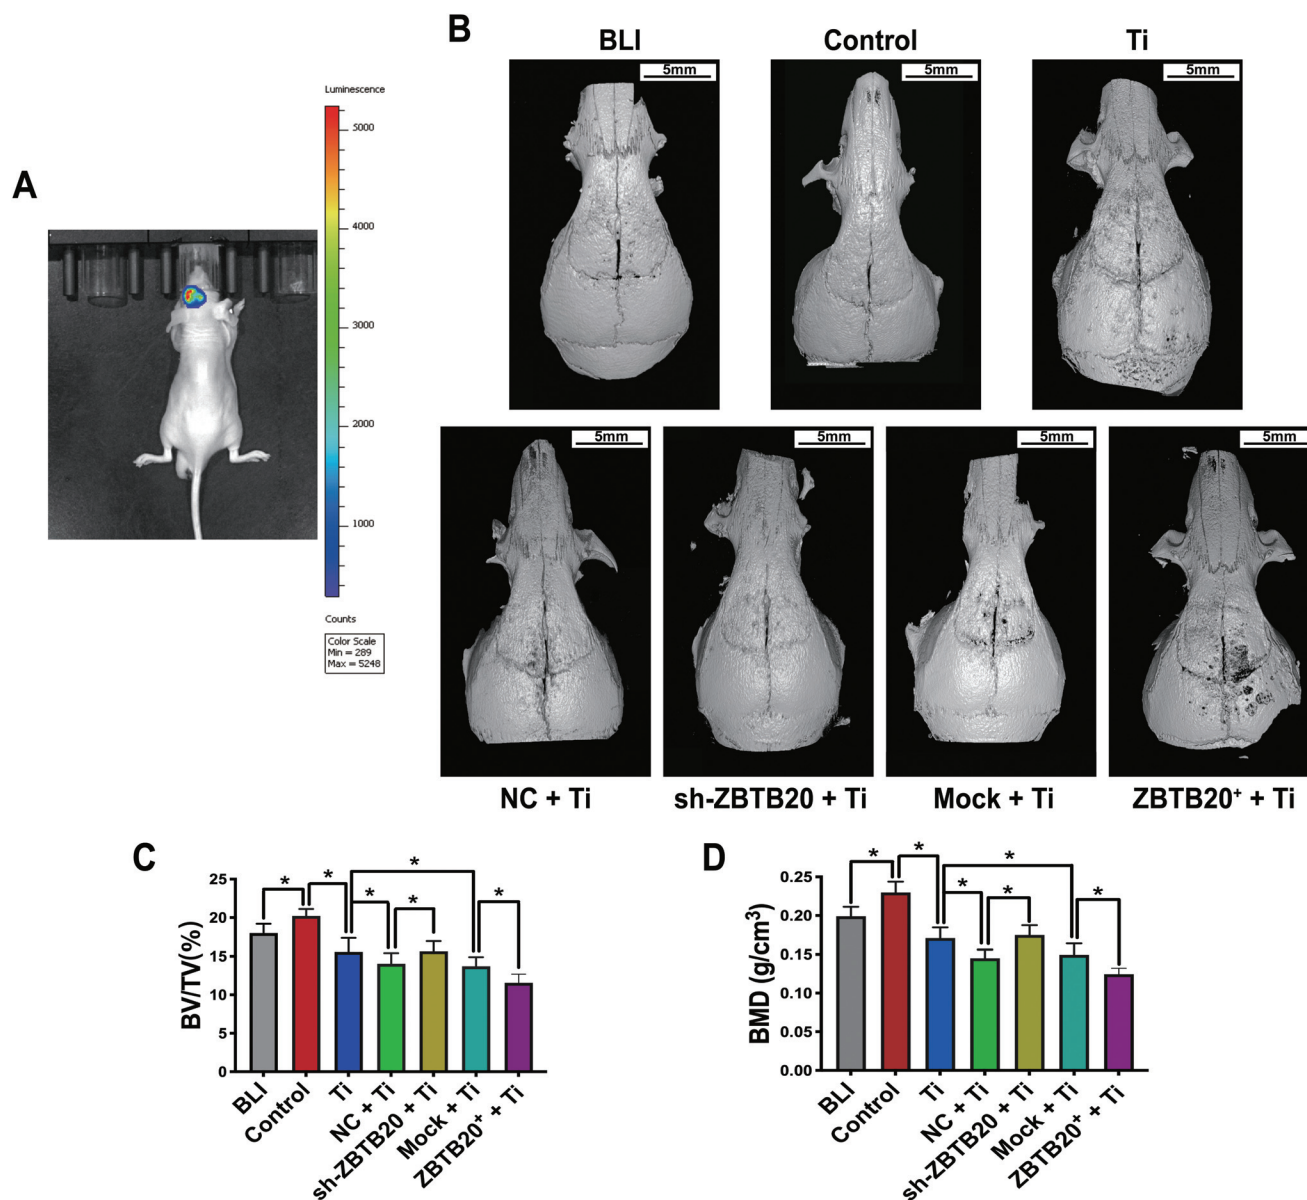 A
Luminescence
5000
4000
3000
2000
1000
Counts
Color Scale
Min = 289
Max = 5248
B
BLI
Control
Ti
5mm
5mm
5mm
5mm
5mm
5mm
5mm
NC + Ti
sh-ZBTB20 + Ti
Mock + Ti
ZBTB20⁺ + Ti
C
BV/TV(%)
25
20
15
10
5
0
* * * * * *
BLI
Control
Ti
NC + Ti
sh-ZBTB20 + Ti
Mock + Ti
ZBTB20⁺ + Ti
D
BMD (g/cm³)
0.25
0.20
0.15
0.10
0.05
0.00
* * * * * *
BLI
Control
Ti
NC + Ti
sh-ZBTB20 + Ti
Mock + Ti
ZBTB20⁺ + Ti